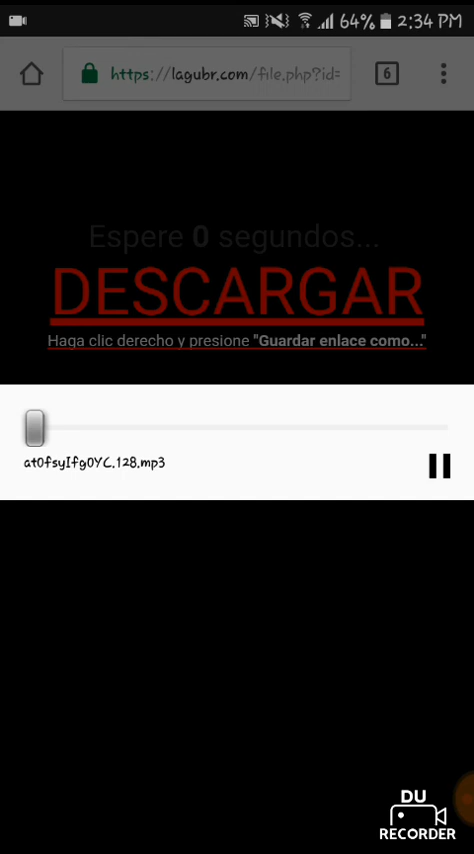 64% 2:34 PM
https://lagubr.com/file.php?id=
6
Espere 0 segundos...
DESCARGAR
Haga clic derecho y presione "Guardar enlace como..."
at0fsyIfg0YC.128.mp3
DU
RECORDER